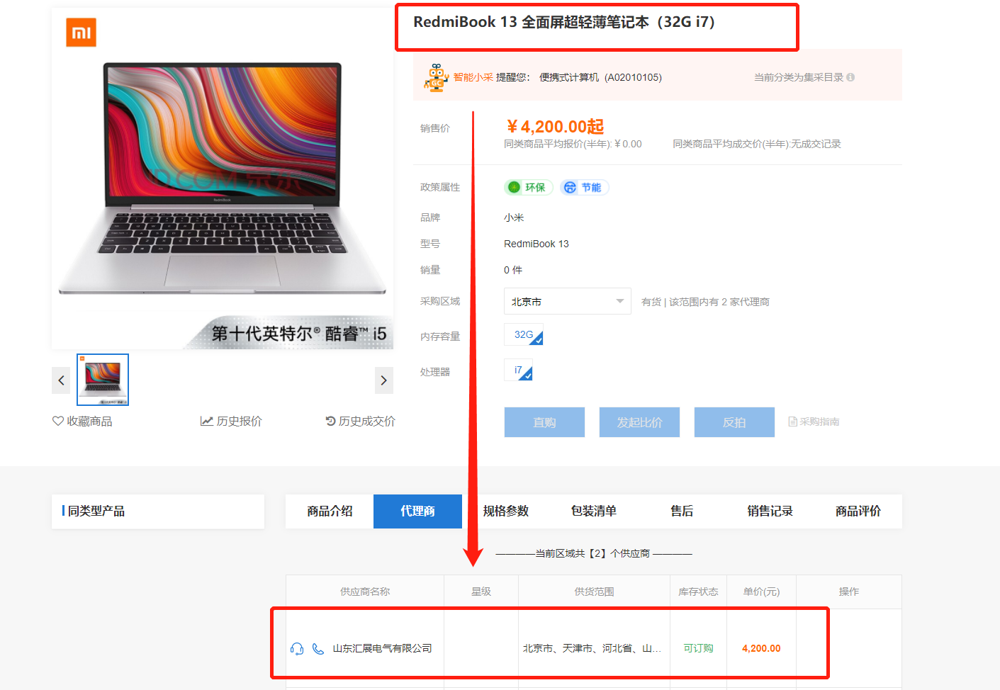 RedmiBook 13 全面屏超轻薄笔记本（32G i7）
mi
智能小采 提醒您： 便携式计算机 (A02010105)
当前分类为集采目录
GC
销售价
￥4,200.00起
同类商品平均报价(半年):￥0.00
同类商品平均成交价(半年):无成交记录
JD.COM 京东
政策属性
环保
节能
品牌
小米
RedmiBook
型号
RedmiBook 13
销量
0 件
采购区域
北京市
有货 | 该范围内有 2 家代理商
内存容量
32G
第十代英特尔® 酷睿™ i5
处理器
i7
收藏商品
历史报价
历史成交价
直购
发起比价
反拍
采购指南
同类型产品
商品介绍
代理商
规格参数
包装清单
售后
销售记录
商品评价
————当前区域共【2】个供应商 ————
供应商名称
星级
供货范围
库存状态
单价(元)
操作
山东汇展电气有限公司
北京市、天津市、河北省、山...
可订购
4,200.00